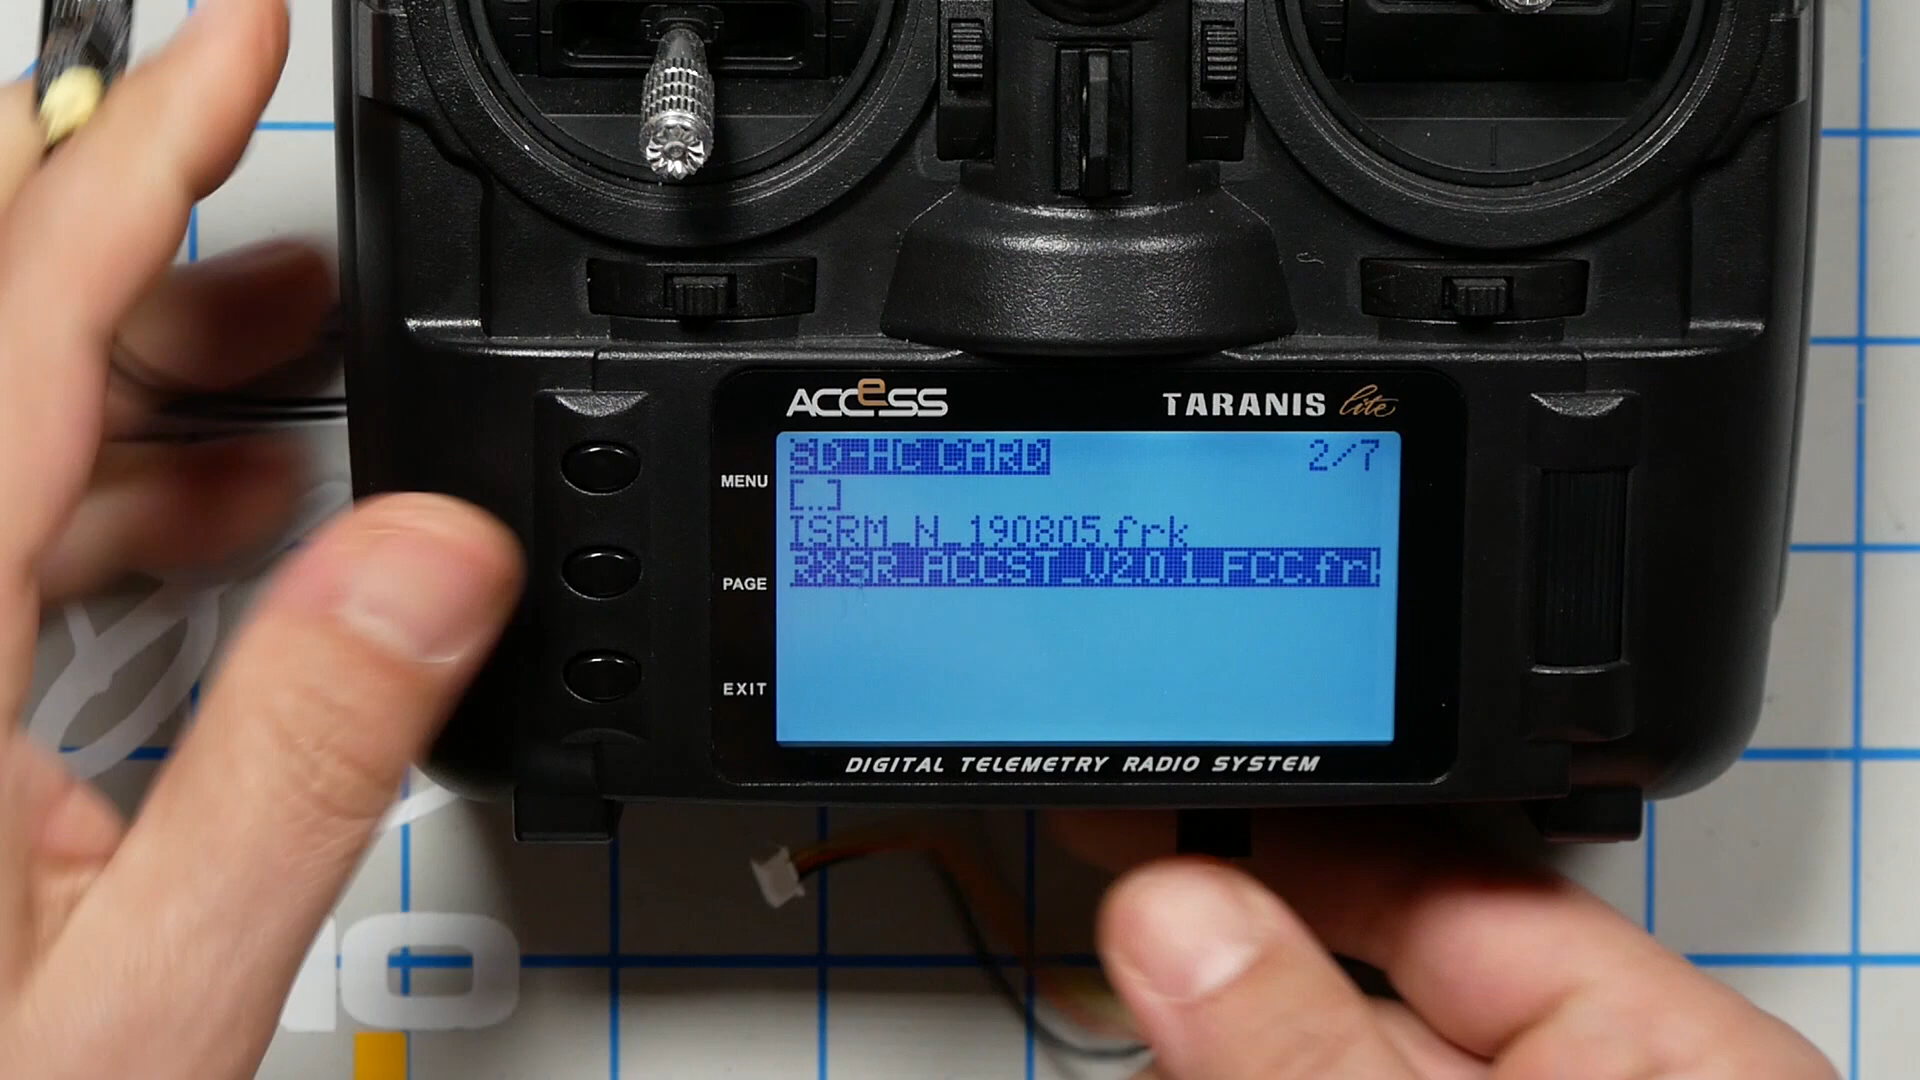 ACCeSS
TARANIS lite
SD-HC CARD 2/7
[..]
MENU
ISRM_N_190805.frk
RXSR_ACCST_V2.0.1_FCC.frk
PAGE
EXIT
DIGITAL TELEMETRY RADIO SYSTEM